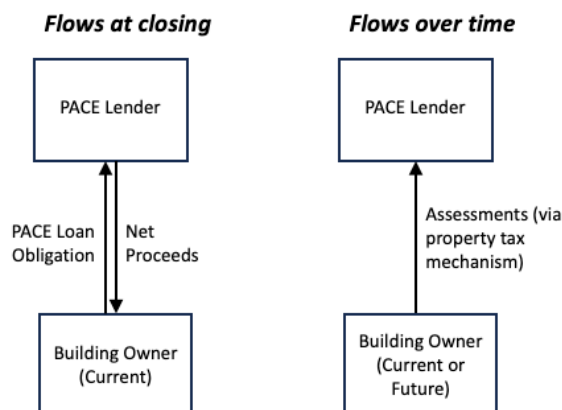 Flows at closing
PACE Lender
PACE Loan
Obligation
Net
Proceeds
Building Owner
(Current)
Flows over time
PACE Lender
Assessments (via
property tax
mechanism)
Building Owner
(Current or
Future)